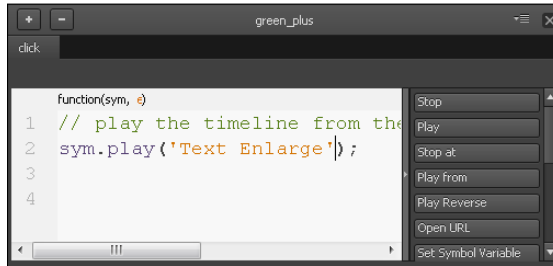 + - green_plus
click
function(sym, e)
1 // play the timeline from the
2 sym.play('Text Enlarge');
3
4
Stop
Play
Stop at
Play from
Play Reverse
Open URL
Set Symbol Variable